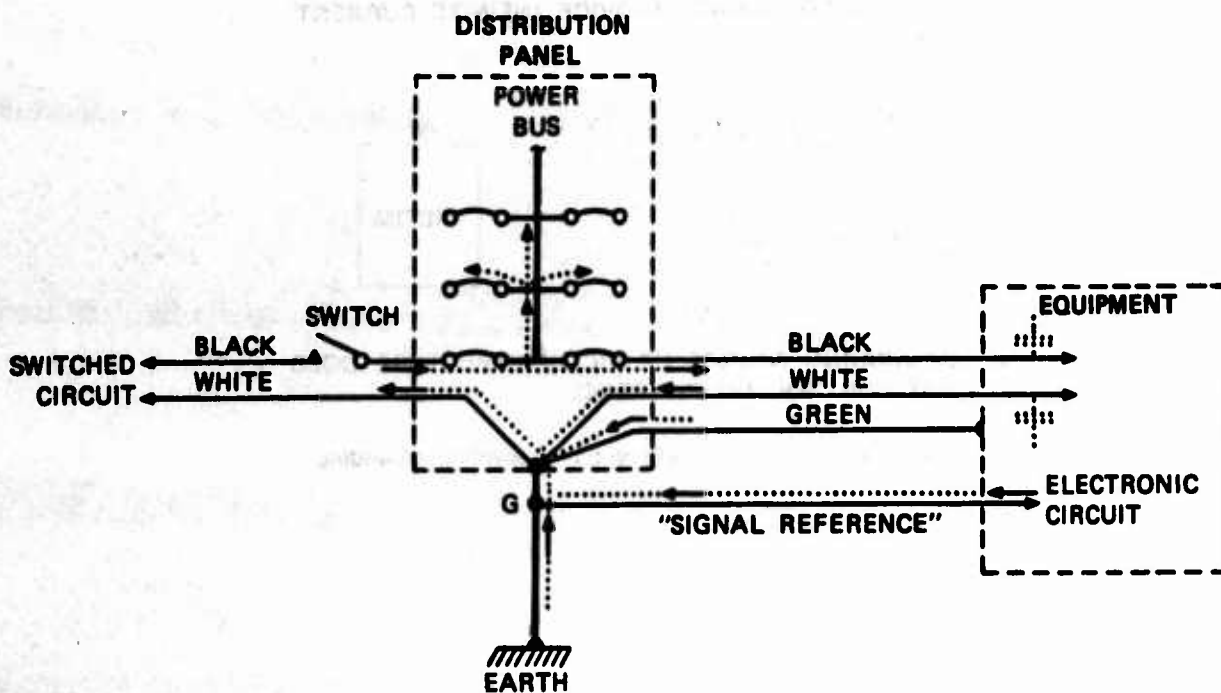 DISTRIBUTION
PANEL
POWER
BUS
SWITCH
EQUIPMENT
SWITCHED
CIRCUIT
BLACK
WHITE
BLACK
WHITE
GREEN
G
"SIGNAL REFERENCE"
ELECTRONIC
CIRCUIT
EARTH